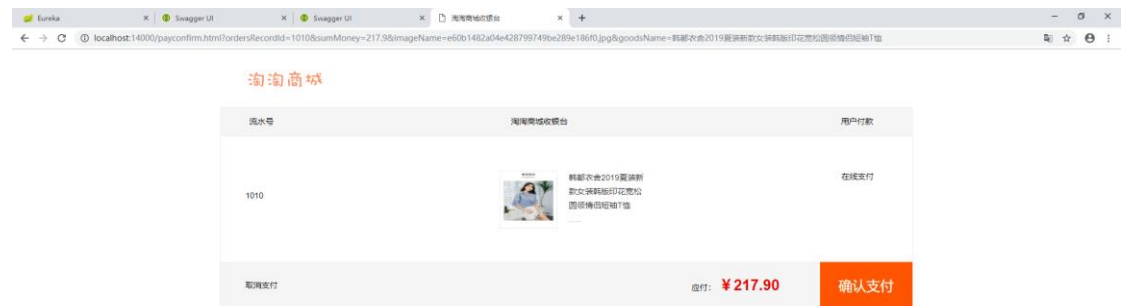 Eureka
Swagger UI
Swagger UI
淘淘商城收银台
localhost:14000/payconfirm.html?ordersRecordId=1010&sumMoney=217.9&imageName=e60b1482a04e428799749be289e186f0.jpg&goodsName=韩都衣舍2019夏装新款女装韩版印花宽松圆领情侣短袖T恤
淘淘商城
流水号 淘淘商城收银台 用户付款
1010
韩都衣舍2019夏装新
款女装韩版印花宽松
圆领情侣短袖T恤
......
在线支付
取消支付 应付: ¥217.90 确认支付